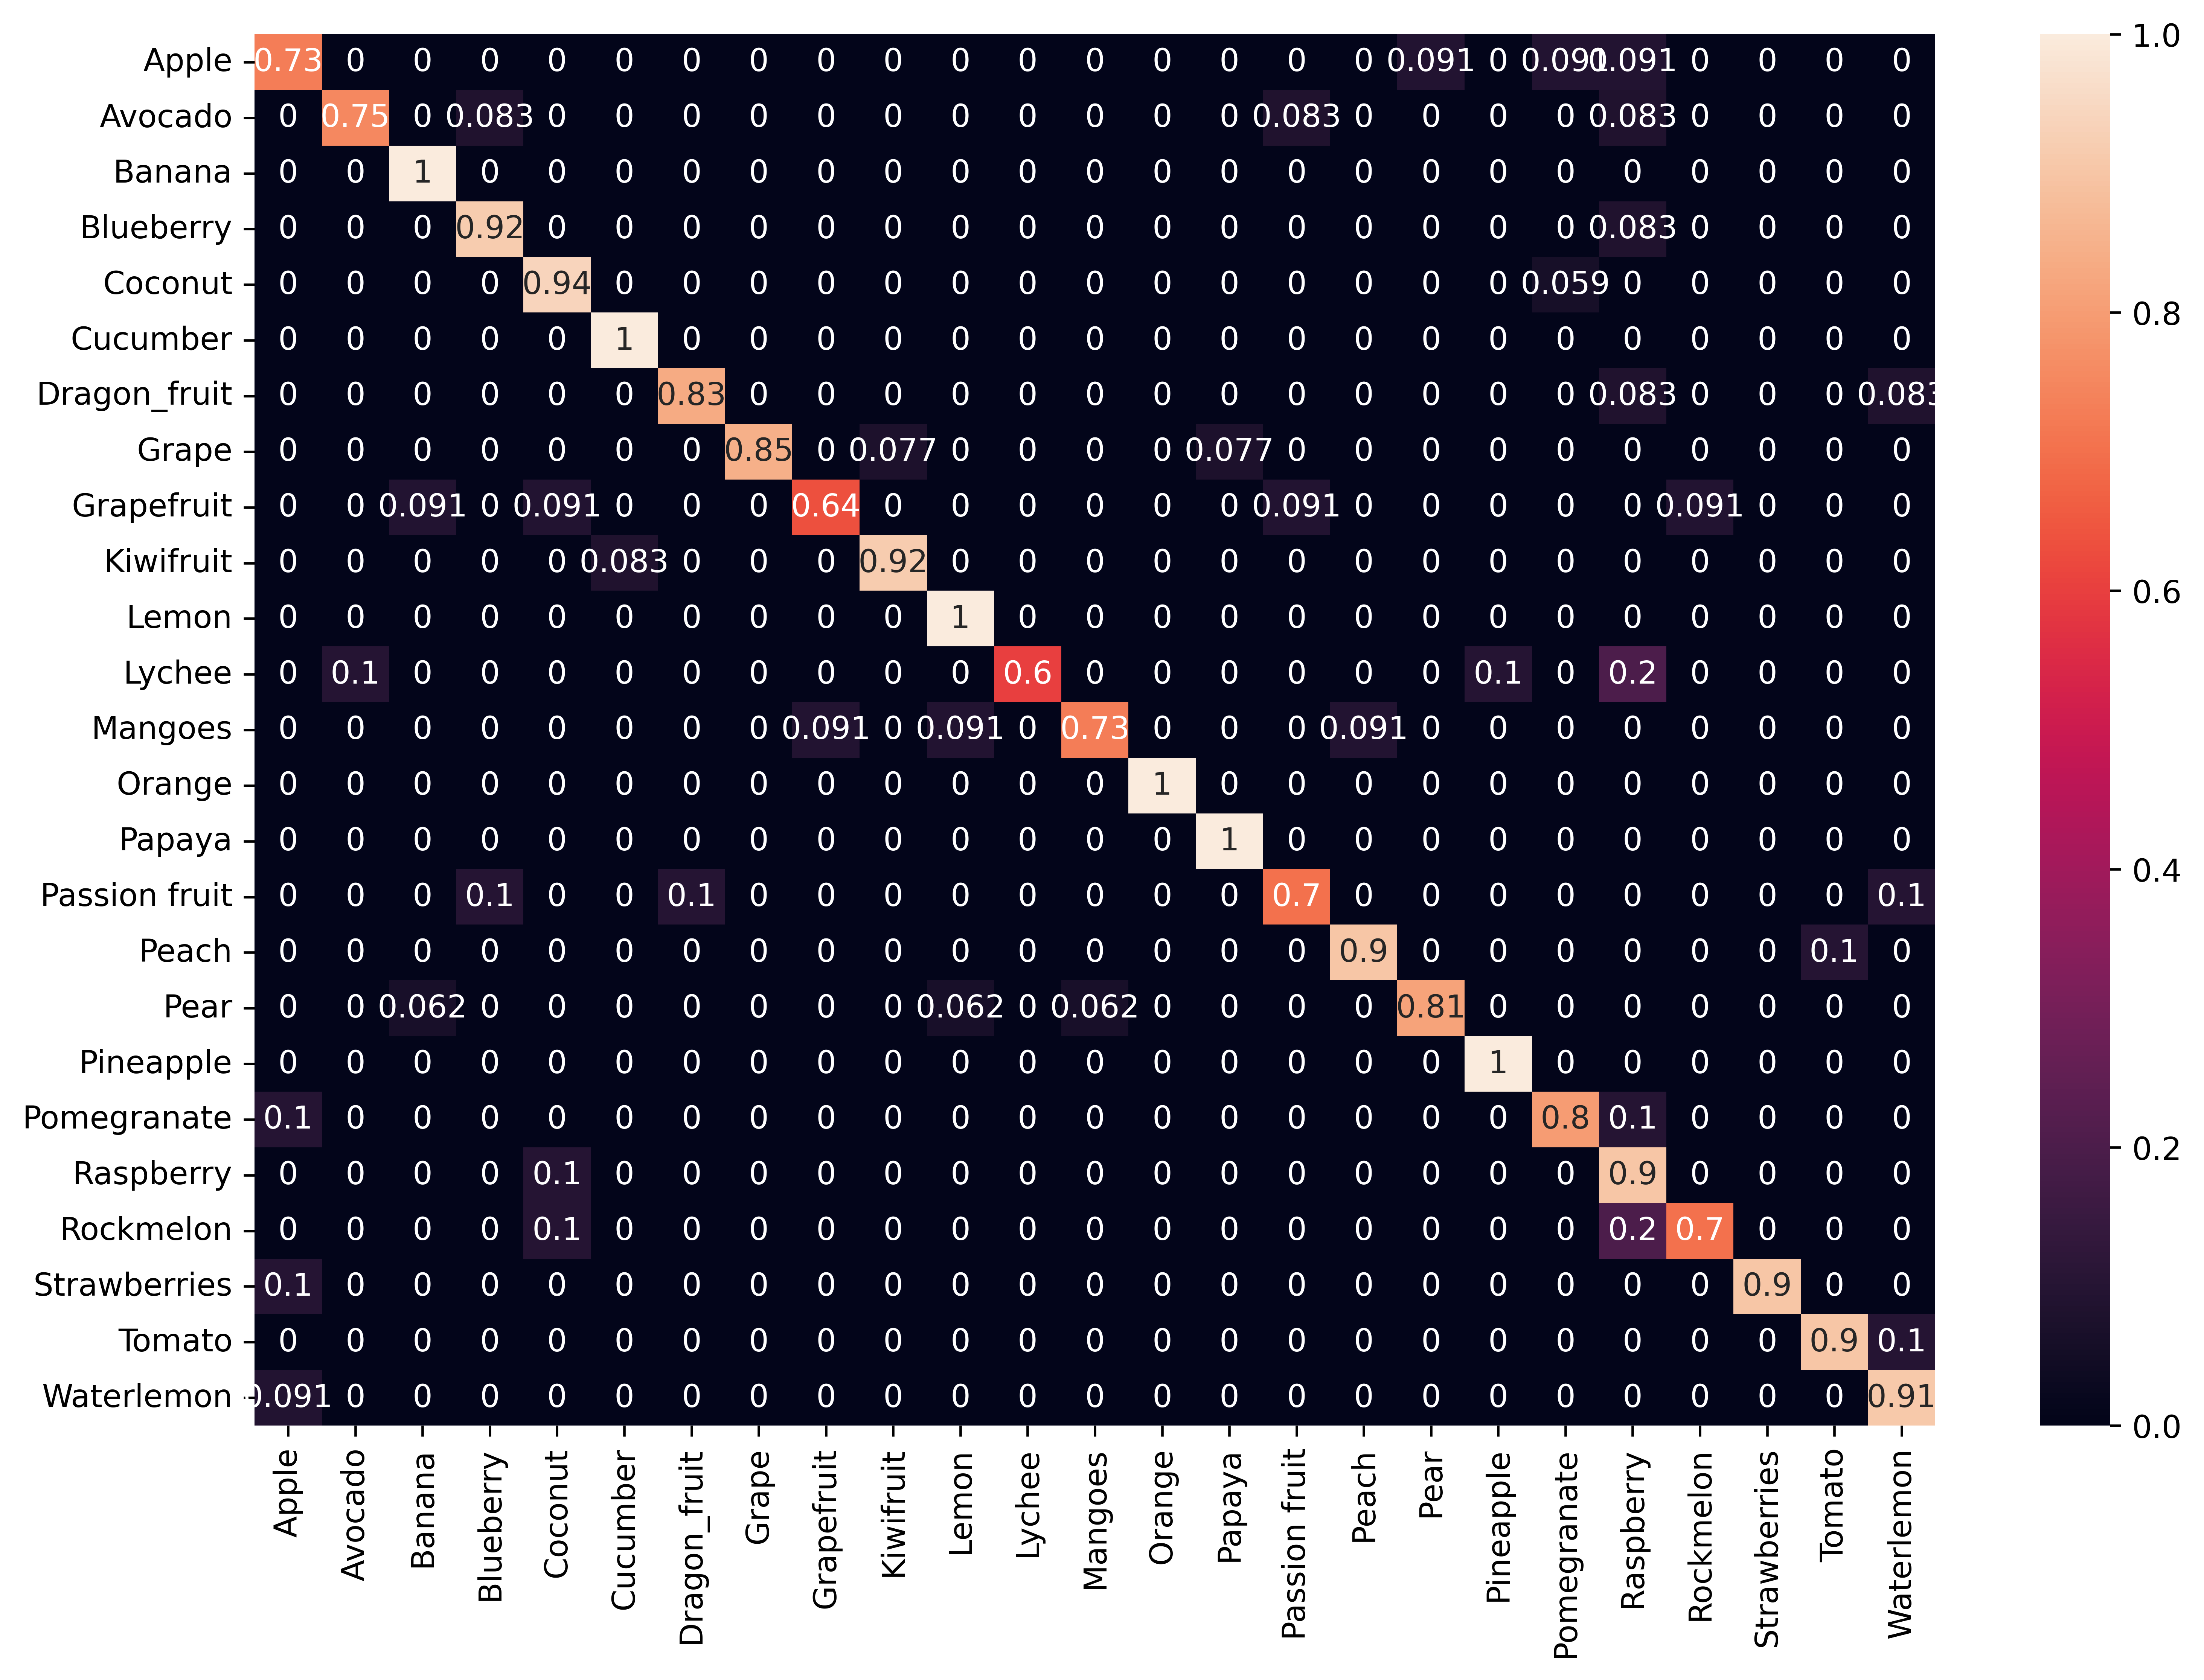 Apple 0.73 0 0 0 0 0 0 0 0 0 0 0 0 0 0 0 0 0.091 0 0.091 0.091 0 0 0 0
Avocado 0 0.75 0 0.083 0 0 0 0 0 0 0 0 0 0 0 0.083 0 0 0 0 0.083 0 0 0 0
Banana 0 0 1 0 0 0 0 0 0 0 0 0 0 0 0 0 0 0 0 0 0 0 0 0 0
Blueberry 0 0 0 0.92 0 0 0 0 0 0 0 0 0 0 0 0 0 0 0 0 0.083 0 0 0 0
Coconut 0 0 0 0 0.94 0 0 0 0 0 0 0 0 0 0 0 0 0 0 0.059 0 0 0 0 0
Cucumber 0 0 0 0 0 1 0 0 0 0 0 0 0 0 0 0 0 0 0 0 0 0 0 0 0
Dragon_fruit 0 0 0 0 0 0 0.83 0 0 0 0 0 0 0 0 0 0 0 0 0 0.083 0 0 0 0.083
Grape 0 0 0 0 0 0 0 0.85 0 0.077 0 0 0 0 0.077 0 0 0 0 0 0 0 0 0 0
Grapefruit 0 0 0.091 0 0.091 0 0 0 0.64 0 0 0 0 0 0 0.091 0 0 0 0 0 0.091 0 0 0
Kiwifruit 0 0 0 0 0 0.083 0 0 0 0.92 0 0 0 0 0 0 0 0 0 0 0 0 0 0 0
Lemon 0 0 0 0 0 0 0 0 0 0 1 0 0 0 0 0 0 0 0 0 0 0 0 0 0
Lychee 0 0.1 0 0 0 0 0 0 0 0 0 0.6 0 0 0 0 0 0 0.1 0 0.2 0 0 0 0
Mangoes 0 0 0 0 0 0 0 0 0.091 0 0.091 0 0.73 0 0 0 0.091 0 0 0 0 0 0 0 0
Orange 0 0 0 0 0 0 0 0 0 0 0 0 0 1 0 0 0 0 0 0 0 0 0 0 0
Papaya 0 0 0 0 0 0 0 0 0 0 0 0 0 0 1 0 0 0 0 0 0 0 0 0 0
Passion fruit 0 0 0 0.1 0 0 0.1 0 0 0 0 0 0 0 0 0.7 0 0 0 0 0 0 0 0 0.1
Peach 0 0 0 0 0 0 0 0 0 0 0 0 0 0 0 0 0.9 0 0 0 0 0 0 0.1 0
Pear 0 0 0.062 0 0 0 0 0 0 0 0.062 0 0.062 0 0 0 0 0.81 0 0 0 0 0 0 0
Pineapple 0 0 0 0 0 0 0 0 0 0 0 0 0 0 0 0 0 0 1 0 0 0 0 0 0
Pomegranate 0.1 0 0 0 0 0 0 0 0 0 0 0 0 0 0 0 0 0 0 0.8 0.1 0 0 0 0
Raspberry 0 0 0 0 0.1 0 0 0 0 0 0 0 0 0 0 0 0 0 0 0 0.9 0 0 0 0
Rockmelon 0 0 0 0 0.1 0 0 0 0 0 0 0 0 0 0 0 0 0 0 0 0.2 0.7 0 0 0
Strawberries 0.1 0 0 0 0 0 0 0 0 0 0 0 0 0 0 0 0 0 0 0 0 0 0.9 0 0
Tomato 0 0 0 0 0 0 0 0 0 0 0 0 0 0 0 0 0 0 0 0 0 0 0 0.9 0.1
Waterlemon 0.091 0 0 0 0 0 0 0 0 0 0 0 0 0 0 0 0 0 0 0 0 0 0 0 0.91
Apple Avocado Banana Blueberry Coconut Cucumber Dragon_fruit Grape Grapefruit Kiwifruit Lemon Lychee Mangoes Orange Papaya Passion fruit Peach Pear Pineapple Pomegranate Raspberry Rockmelon Strawberries Tomato Waterlemon
1.0
0.8
0.6
0.4
0.2
0.0